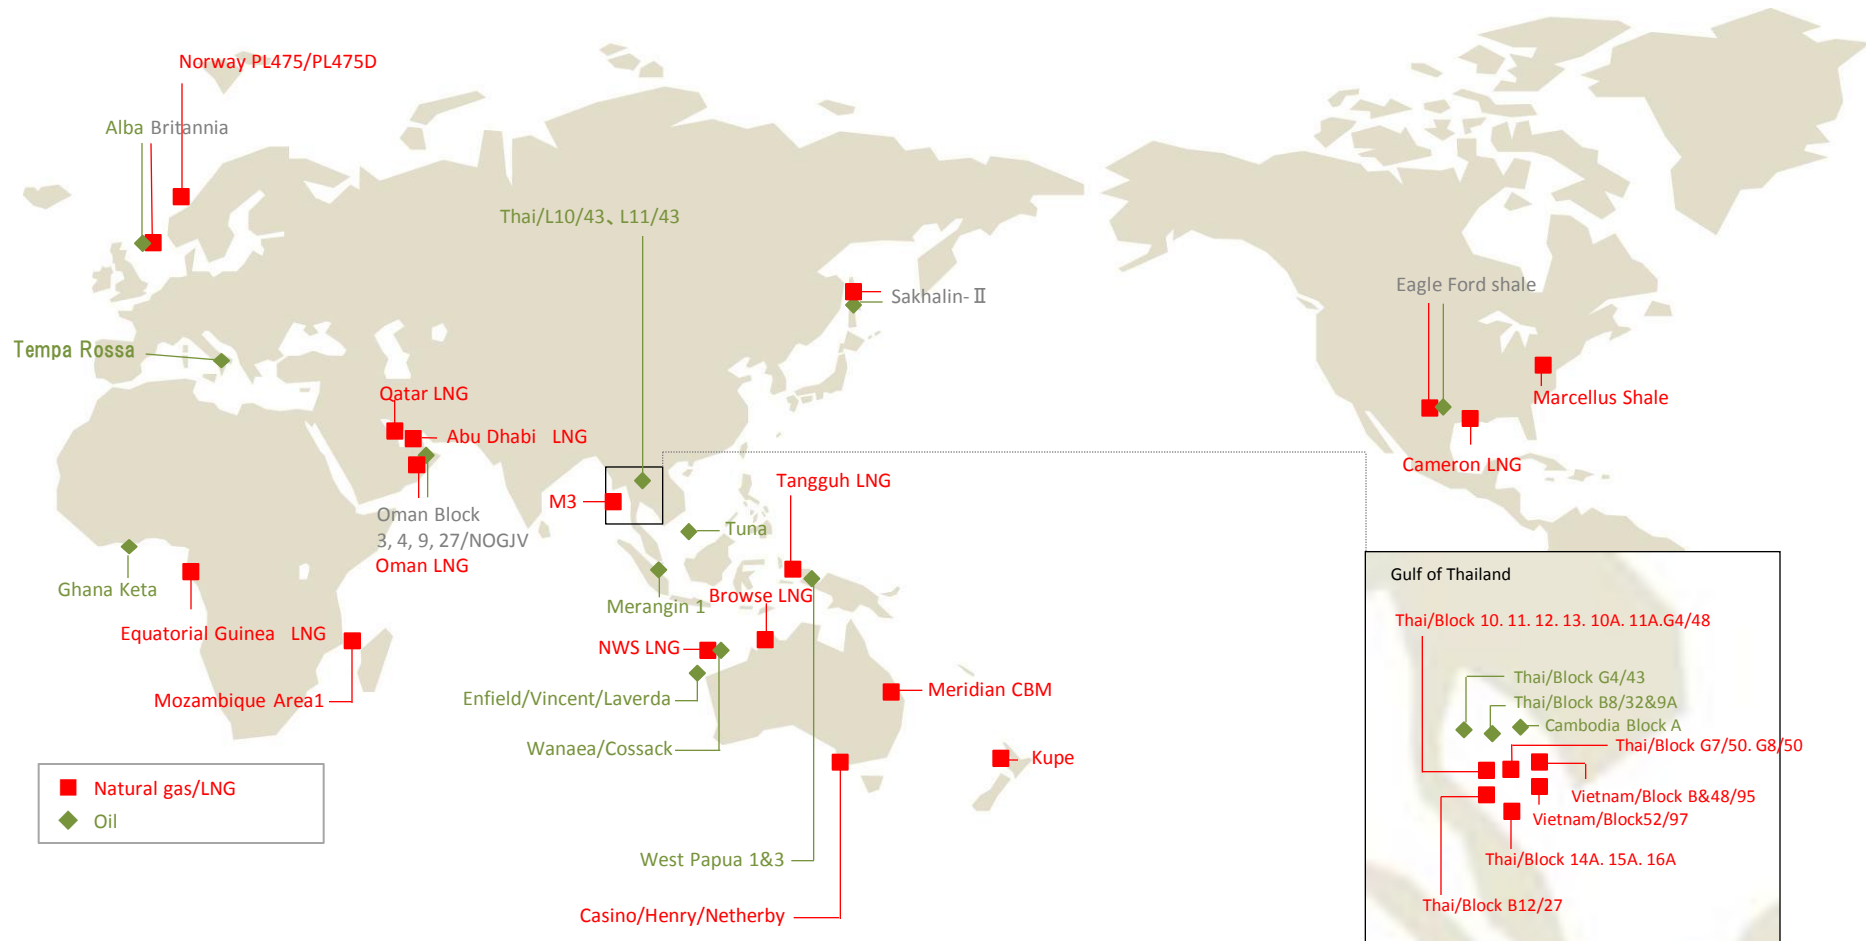 Norway PL475/PL475D
Alba Britannia
Thai/L10/43、L11/43
Sakhalin-Ⅱ
Eagle Ford shale
Tempa Rossa
Qatar LNG
Marcellus Shale
Abu Dhabi LNG
Cameron LNG
Tangguh LNG
M3
Oman Block
3, 4, 9, 27/NOGJV
Oman LNG
Tuna
Ghana Keta
Merangin 1
Browse LNG
Equatorial Guinea LNG
NWS LNG
Mozambique Area1
Enfield/Vincent/Laverda
Meridian CBM
Wanaea/Cossack
Kupe
West Papua 1&3
Casino/Henry/Netherby
Natural gas/LNG
Oil
Gulf of Thailand
Thai/Block 10. 11. 12. 13. 10A. 11A.G4/48
Thai/Block G4/43
Thai/Block B8/32&9A
Cambodia Block A
Thai/Block G7/50. G8/50
Vietnam/Block B&48/95
Vietnam/Block52/97
Thai/Block 14A. 15A. 16A
Thai/Block B12/27